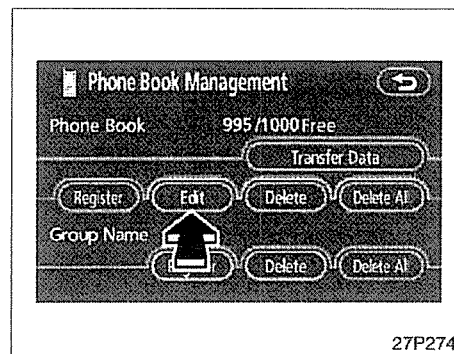 Phone Book Management
Phone Book 995/1000 Free
Transfer Data
Register Edit Delete Delete All
Group Name
Delete Delete All
27P274